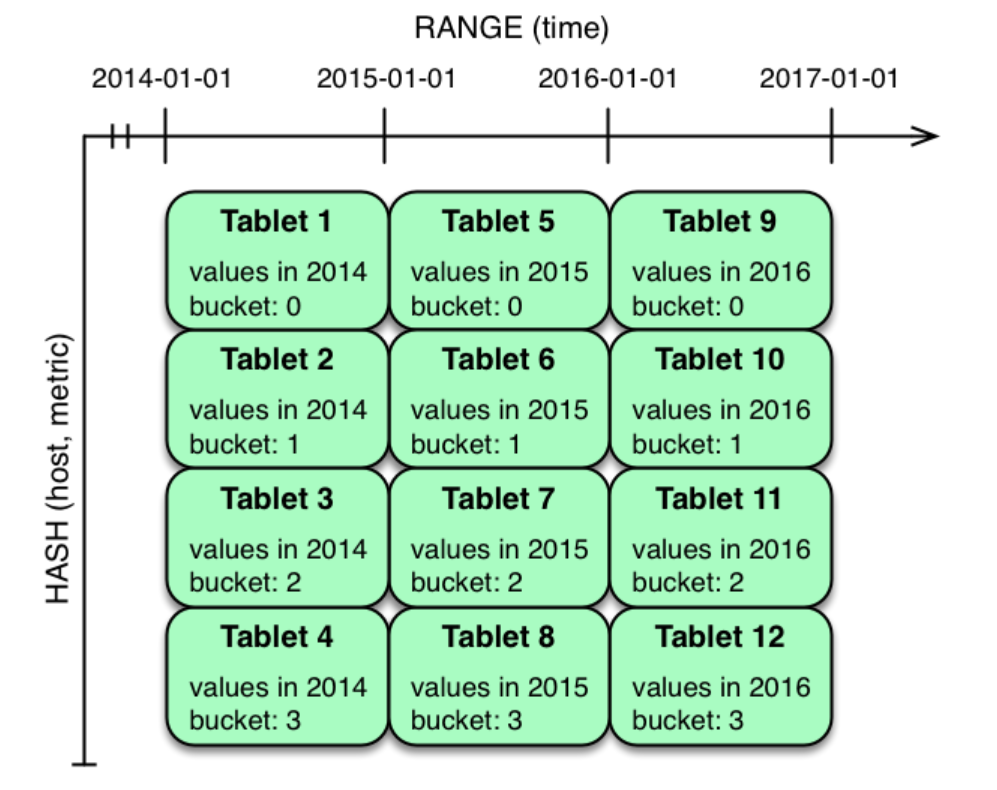 RANGE (time)
2014-01-01
2015-01-01
2016-01-01
2017-01-01
HASH (host, metric)
Tablet 1
values in 2014
bucket: 0
Tablet 5
values in 2015
bucket: 0
Tablet 9
values in 2016
bucket: 0
Tablet 2
values in 2014
bucket: 1
Tablet 6
values in 2015
bucket: 1
Tablet 10
values in 2016
bucket: 1
Tablet 3
values in 2014
bucket: 2
Tablet 7
values in 2015
bucket: 2
Tablet 11
values in 2016
bucket: 2
Tablet 4
values in 2014
bucket: 3
Tablet 8
values in 2015
bucket: 3
Tablet 12
values in 2016
bucket: 3